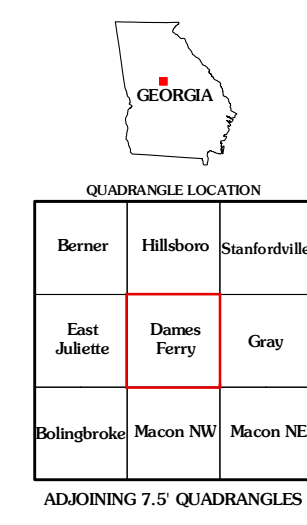 GEORGIA
QUADRANGLE LOCATION
Berner Hillsboro Stanfordville
East Juliette Dames Ferry Gray
Bolingbroke Macon NW Macon NE
ADJOINING 7.5' QUADRANGLES